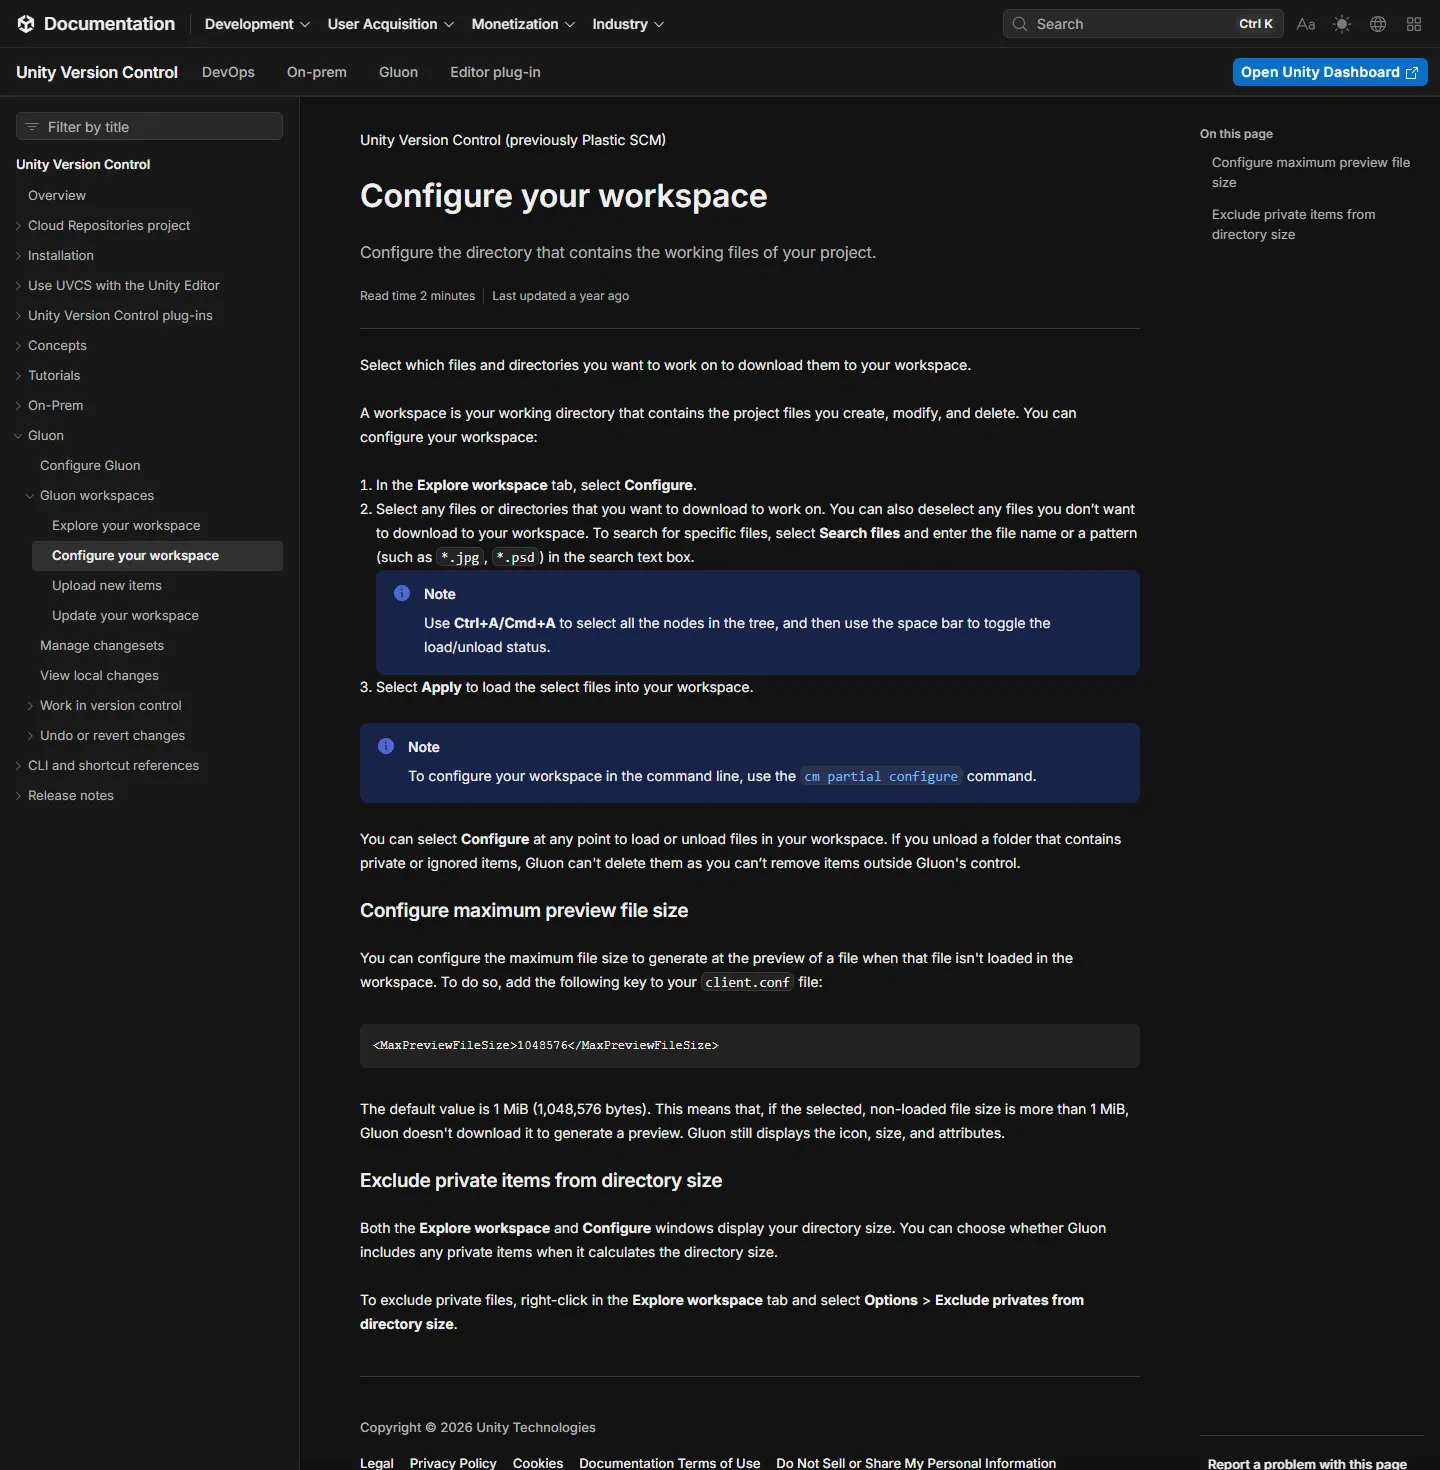 Documentation
Development
User Acquisition
Monetization
Industry
Search
Ctrl K
Aa
Unity Version Control
DevOps
On-prem
Gluon
Editor plug-in
Open Unity Dashboard
Filter by title
Unity Version Control
Overview
Cloud Repositories project
Installation
Use UVCS with the Unity Editor
Unity Version Control plug-ins
Concepts
Tutorials
On-Prem
Gluon
Configure Gluon
Gluon workspaces
Explore your workspace
Configure your workspace
Upload new items
Update your workspace
Manage changesets
View local changes
Work in version control
Undo or revert changes
CLI and shortcut references
Release notes
Unity Version Control (previously Plastic SCM)
Configure your workspace
Configure the directory that contains the working files of your project.
Read time 2 minutes
Last updated a year ago
Select which files and directories you want to work on to download them to your workspace.
A workspace is your working directory that contains the project files you create, modify, and delete. You can
configure your workspace:
1. In the Explore workspace tab, select Configure.
2. Select any files or directories that you want to download to work on. You can also deselect any files you don’t want
to download to your workspace. To search for specific files, select Search files and enter the file name or a pattern
(such as *.jpg, *.psd) in the search text box.
Note
Use Ctrl+A/Cmd+A to select all the nodes in the tree, and then use the space bar to toggle the
load/unload status.
3. Select Apply to load the select files into your workspace.
Note
To configure your workspace in the command line, use the cm partial configure command.
You can select Configure at any point to load or unload files in your workspace. If you unload a folder that contains
private or ignored items, Gluon can't delete them as you can’t remove items outside Gluon's control.
Configure maximum preview file size
You can configure the maximum file size to generate at the preview of a file when that file isn't loaded in the
workspace. To do so, add the following key to your client.conf file:
<MaxPreviewFileSize>1048576</MaxPreviewFileSize>
The default value is 1 MiB (1,048,576 bytes). This means that, if the selected, non-loaded file size is more than 1 MiB,
Gluon doesn't download it to generate a preview. Gluon still displays the icon, size, and attributes.
Exclude private items from directory size
Both the Explore workspace and Configure windows display your directory size. You can choose whether Gluon
includes any private items when it calculates the directory size.
To exclude private files, right-click in the Explore workspace tab and select Options > Exclude privates from
directory size.
Copyright © 2026 Unity Technologies
Legal
Privacy Policy
Cookies
Documentation Terms of Use
Do Not Sell or Share My Personal Information
On this page
Configure maximum preview file
size
Exclude private items from
directory size
Report a problem with this page